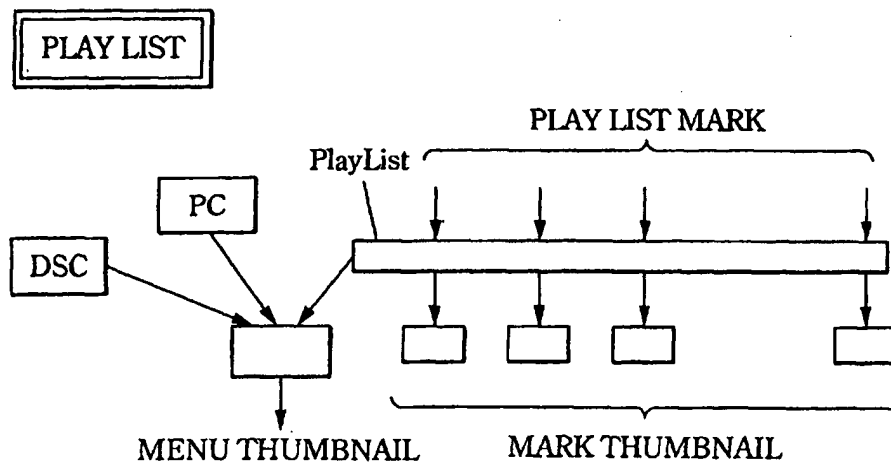 PLAY LIST
PLAY LIST MARK
PlayList
PC
DSC
MENU THUMBNAIL
MARK THUMBNAIL